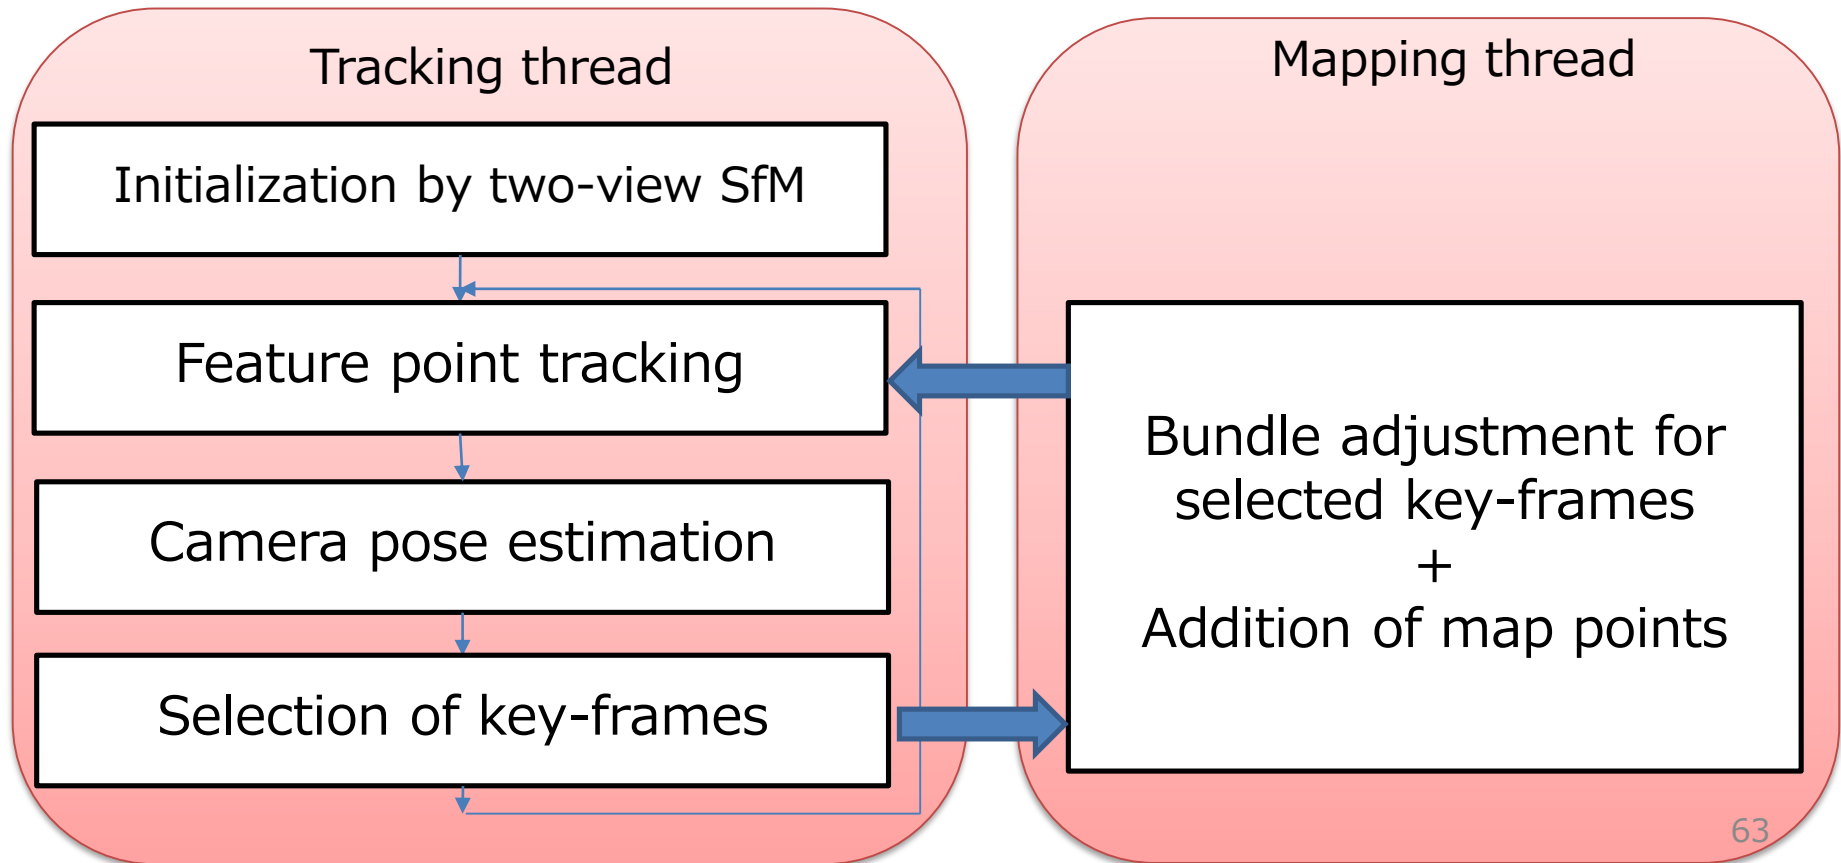 Tracking thread
Initialization by two-view SfM
Feature point tracking
Camera pose estimation
Selection of key-frames
Mapping thread
Bundle adjustment for
selected key-frames
+
Addition of map points
63